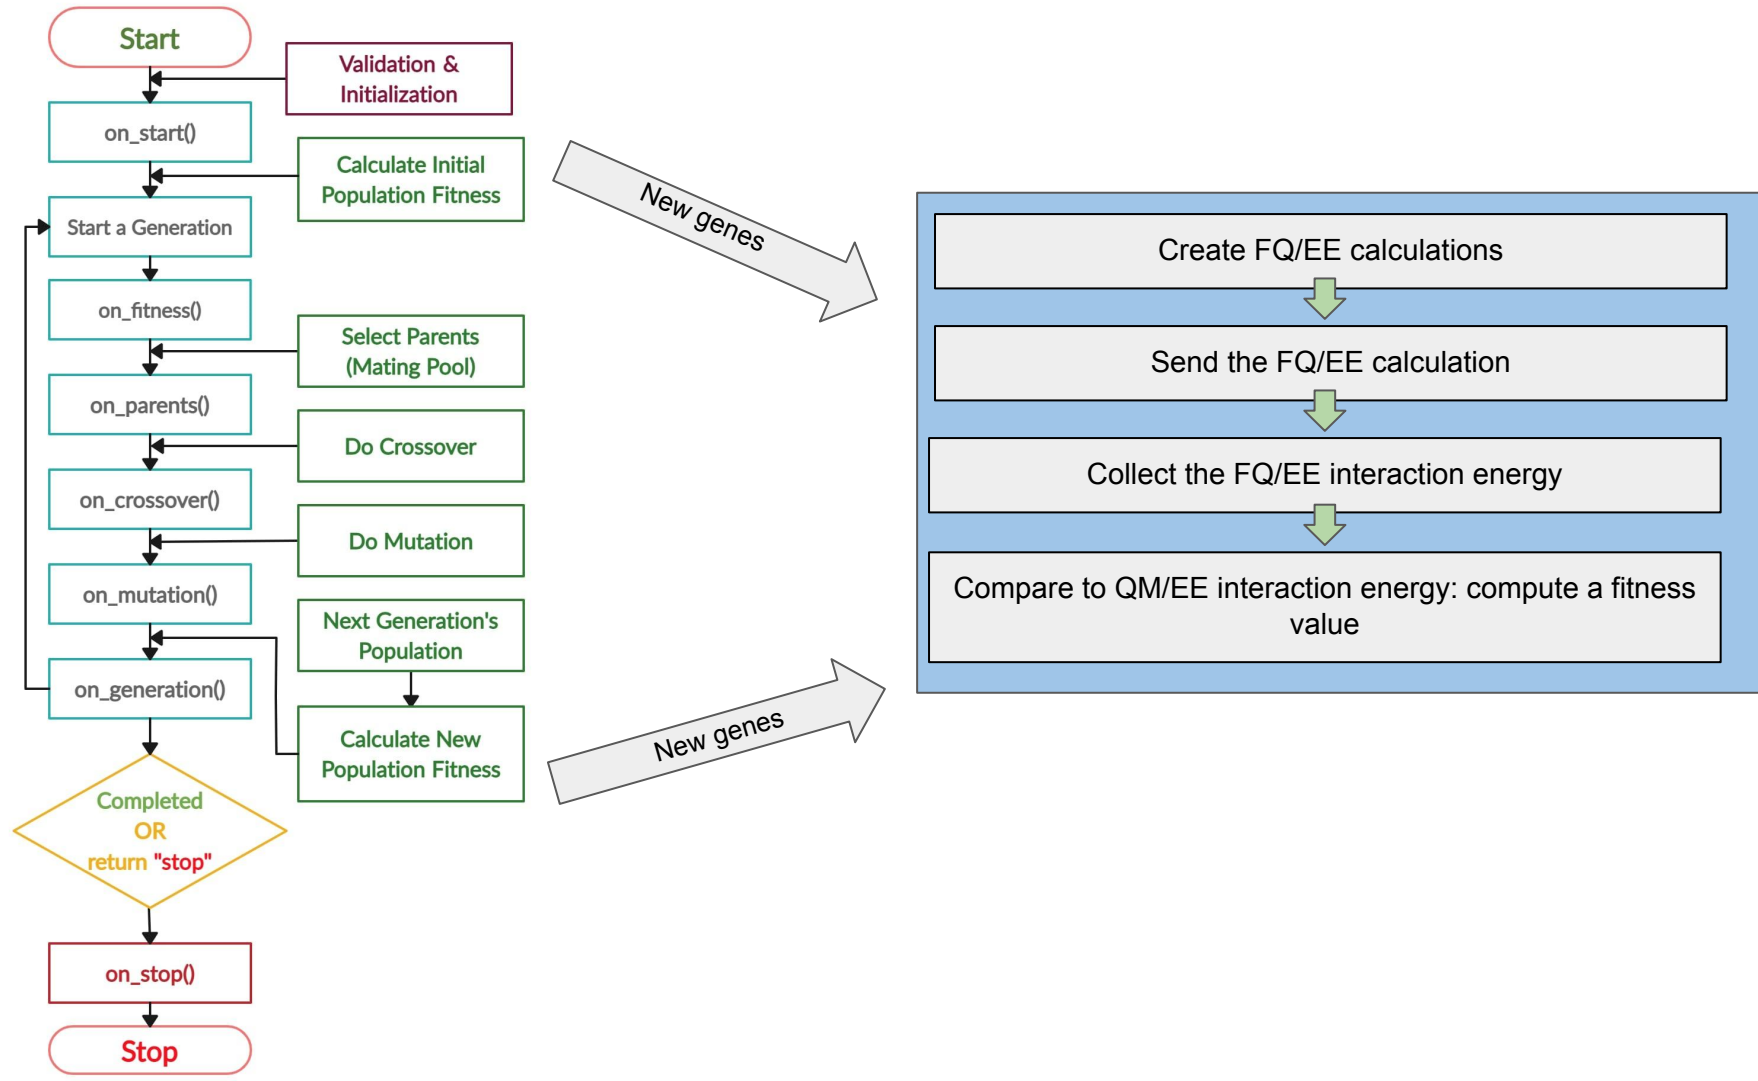 Start
Validation &
Initialization
on_start()
Calculate Initial
Population Fitness
Start a Generation
on_fitness()
Select Parents
(Mating Pool)
on_parents()
Do Crossover
on_crossover()
Do Mutation
on_mutation()
Next Generation's
Population
on_generation()
Calculate New
Population Fitness
Completed
OR
return "stop"
on_stop()
Stop
New genes
New genes
Create FQ/EE calculations
Send the FQ/EE calculation
Collect the FQ/EE interaction energy
Compare to QM/EE interaction energy: compute a fitness
value